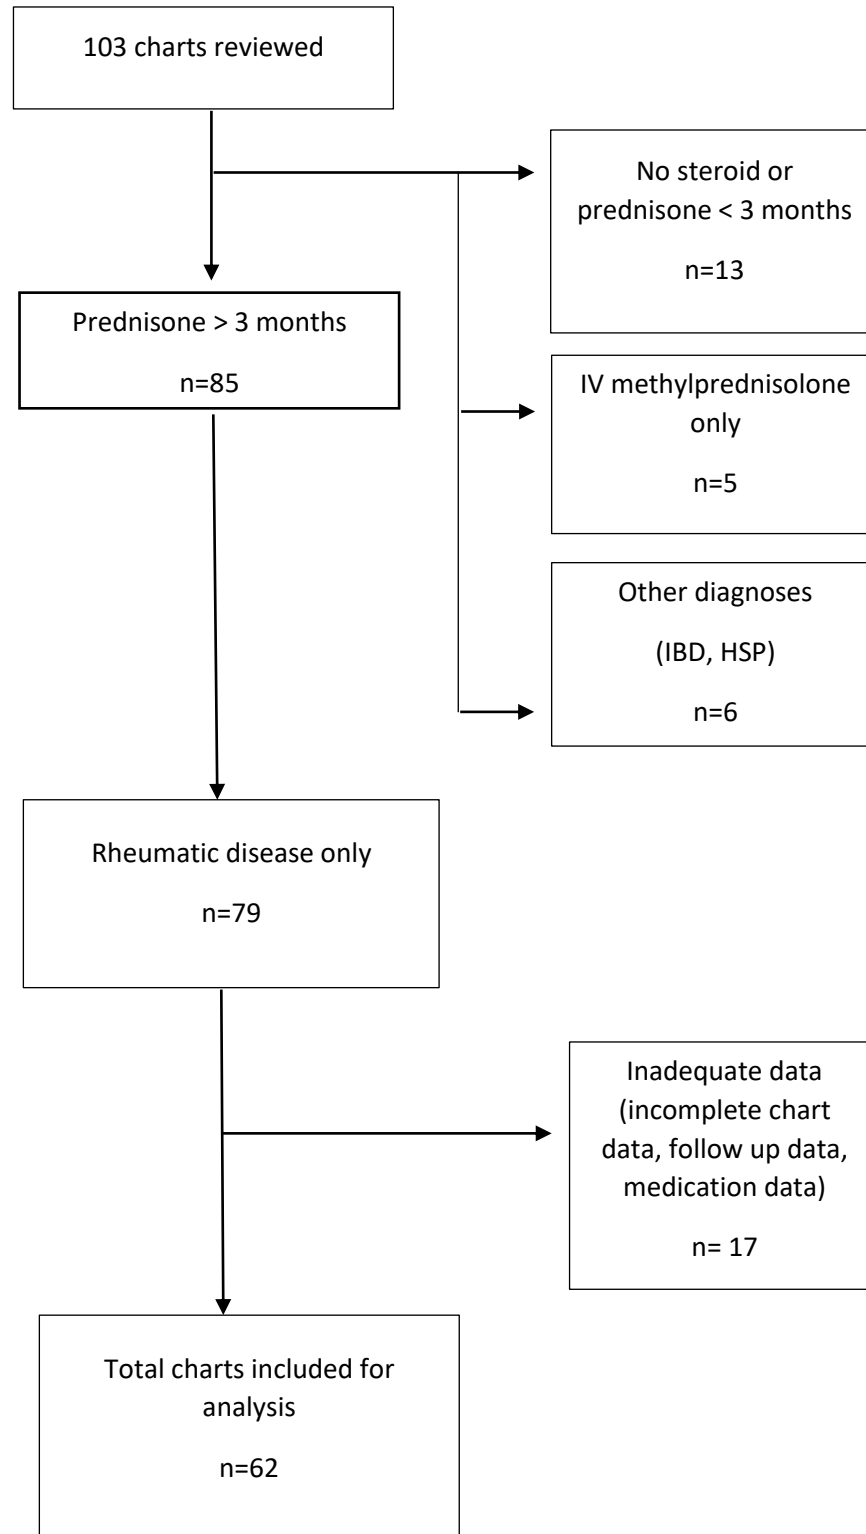 103 charts reviewed
No steroid or
prednisone < 3 months
n=13
Prednisone > 3 months
n=85
IV methylprednisolone
only
n=5
Other diagnoses
(IBD, HSP)
n=6
Rheumatic disease only
n=79
Inadequate data
(incomplete chart
data, follow up data,
medication data)
n= 17
Total charts included for
analysis
n=62